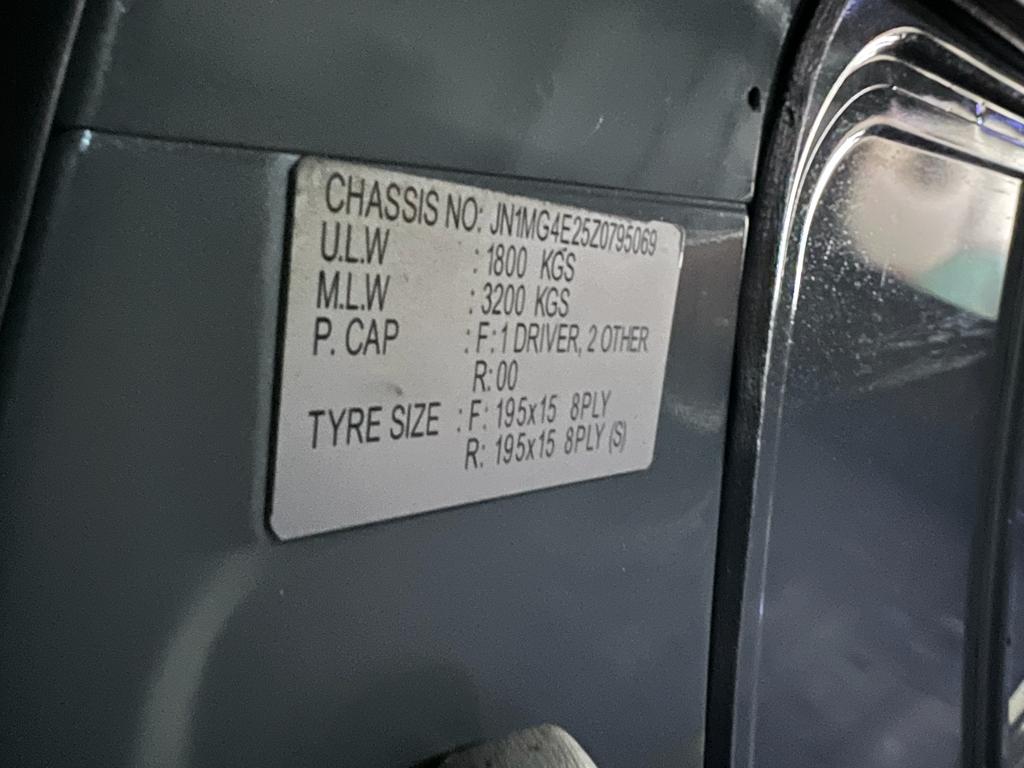 CHASSIS NO: JN1MG4E25Z0795069
U.L.W : 1800 KGS
M.L.W : 3200 KGS
P. CAP : F: 1 DRIVER, 2 OTHER
R: 00
TYRE SIZE : F: 195x15 8PLY
R: 195x15 8PLY (S)